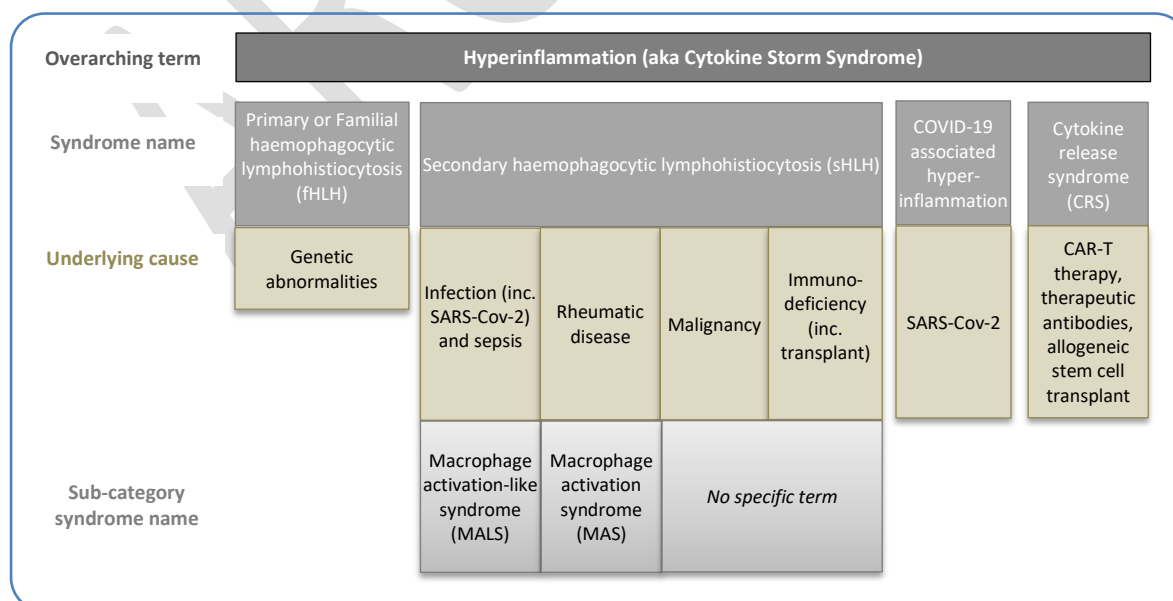 Overarching term
Hyperinflammation (aka Cytokine Storm Syndrome)
Syndrome name
Primary or Familial
haemophagocytic
lymphohistiocytosis
(fHLH)
Secondary haemophagocytic lymphohistiocytosis (sHLH)
COVID-19
associated
hyper-
inflammation
Cytokine
release
syndrome
(CRS)
Underlying cause
Genetic
abnormalities
Infection (inc.
SARS-Cov-2)
and sepsis
Rheumatic
disease
Malignancy
Immuno-
deficiency
(inc.
transplant)
SARS-Cov-2
CAR-T
therapy,
therapeutic
antibodies,
allogeneic
stem cell
transplant
Sub-category
syndrome name
Macrophage
activation-like
syndrome
(MALS)
Macrophage
activation
syndrome
(MAS)
No specific term